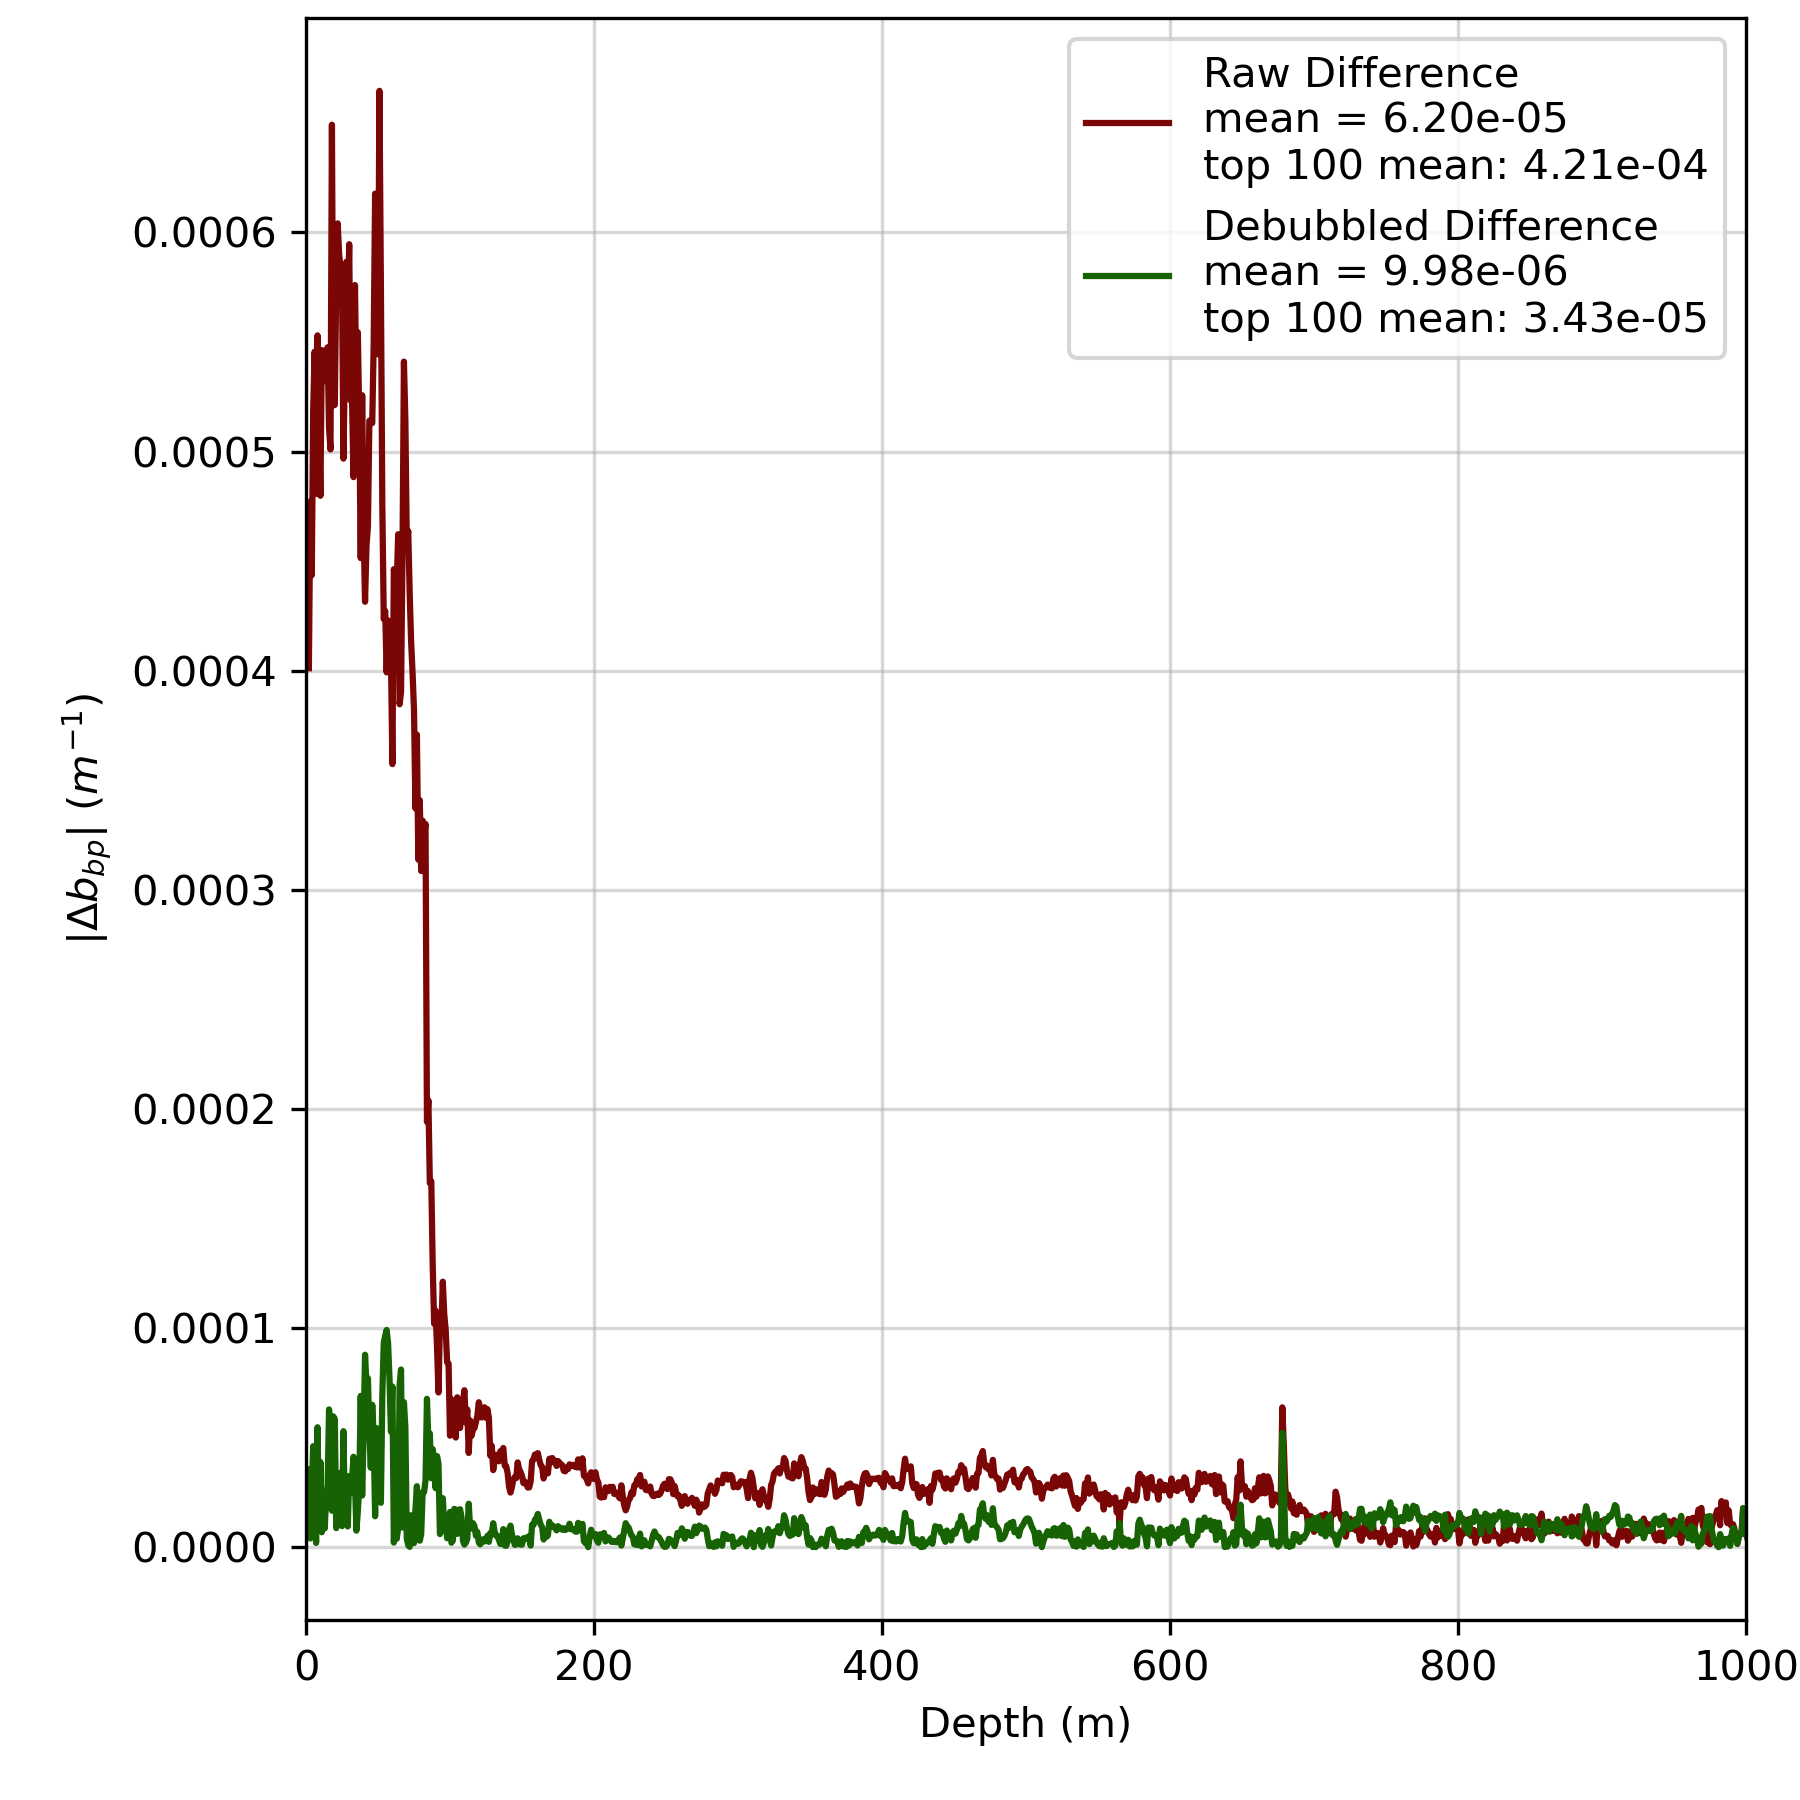 Raw Difference
mean = 6.20e-05
top 100 mean: 4.21e-04
Debubbled Difference
mean = 9.98e-06
top 100 mean: 3.43e-05
0.0006
0.0005
0.0004
0.0003
0.0002
0.0001
0.0000
|Δb_{bp}| (m^{−1})
0 200 400 600 800 1000
Depth (m)